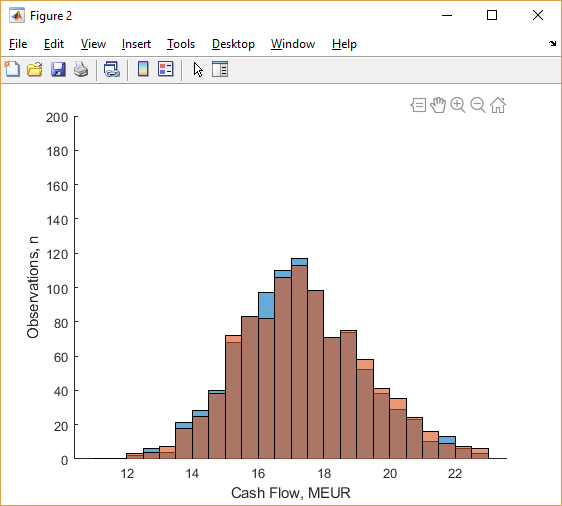 Figure 2
File Edit View Insert Tools Desktop Window Help
200
180
160
140
120
100
80
60
40
20
0
Observations, n
12 14 16 18 20 22
Cash Flow, MEUR